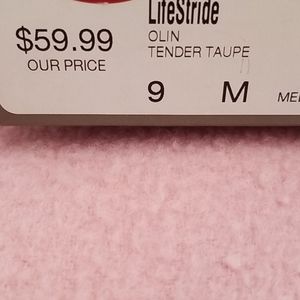 LifeStride
$59.99
OLIN
OUR PRICE
TENDER TAUPE
9 M